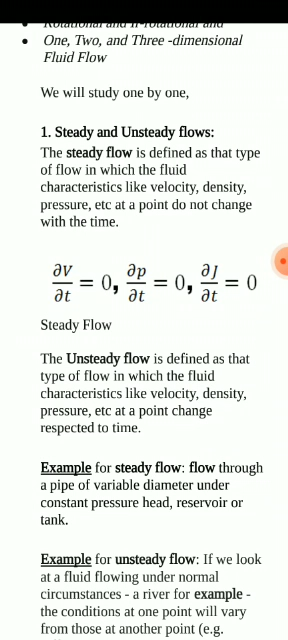 Rotational and Ir-rotational and
• One, Two, and Three -dimensional
Fluid Flow
We will study one by one,
1. Steady and Unsteady flows:
The steady flow is defined as that type
of flow in which the fluid
characteristics like velocity, density,
pressure, etc at a point do not change
with the time.
∂V/∂t = 0, ∂p/∂t = 0, ∂J/∂t = 0
Steady Flow
The Unsteady flow is defined as that
type of flow in which the fluid
characteristics like velocity, density,
pressure, etc at a point change
respected to time.
Example for steady flow: flow through
a pipe of variable diameter under
constant pressure head, reservoir or
tank.
Example for unsteady flow: If we look
at a fluid flowing under normal
circumstances - a river for example -
the conditions at one point will vary
from those at another point (e.g.